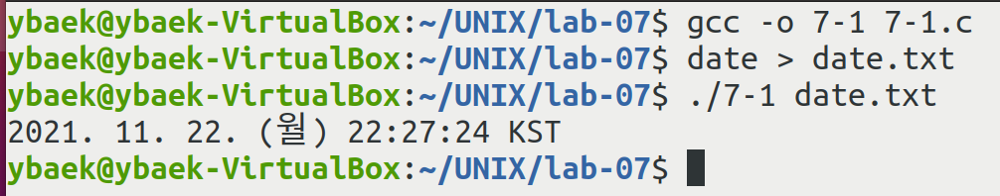 ybaek@ybaek-VirtualBox:~/UNIX/lab-07$ gcc -o 7-1 7-1.c
ybaek@ybaek-VirtualBox:~/UNIX/lab-07$ date > date.txt
ybaek@ybaek-VirtualBox:~/UNIX/lab-07$ ./7-1 date.txt
2021. 11. 22. (월) 22:27:24 KST
ybaek@ybaek-VirtualBox:~/UNIX/lab-07$